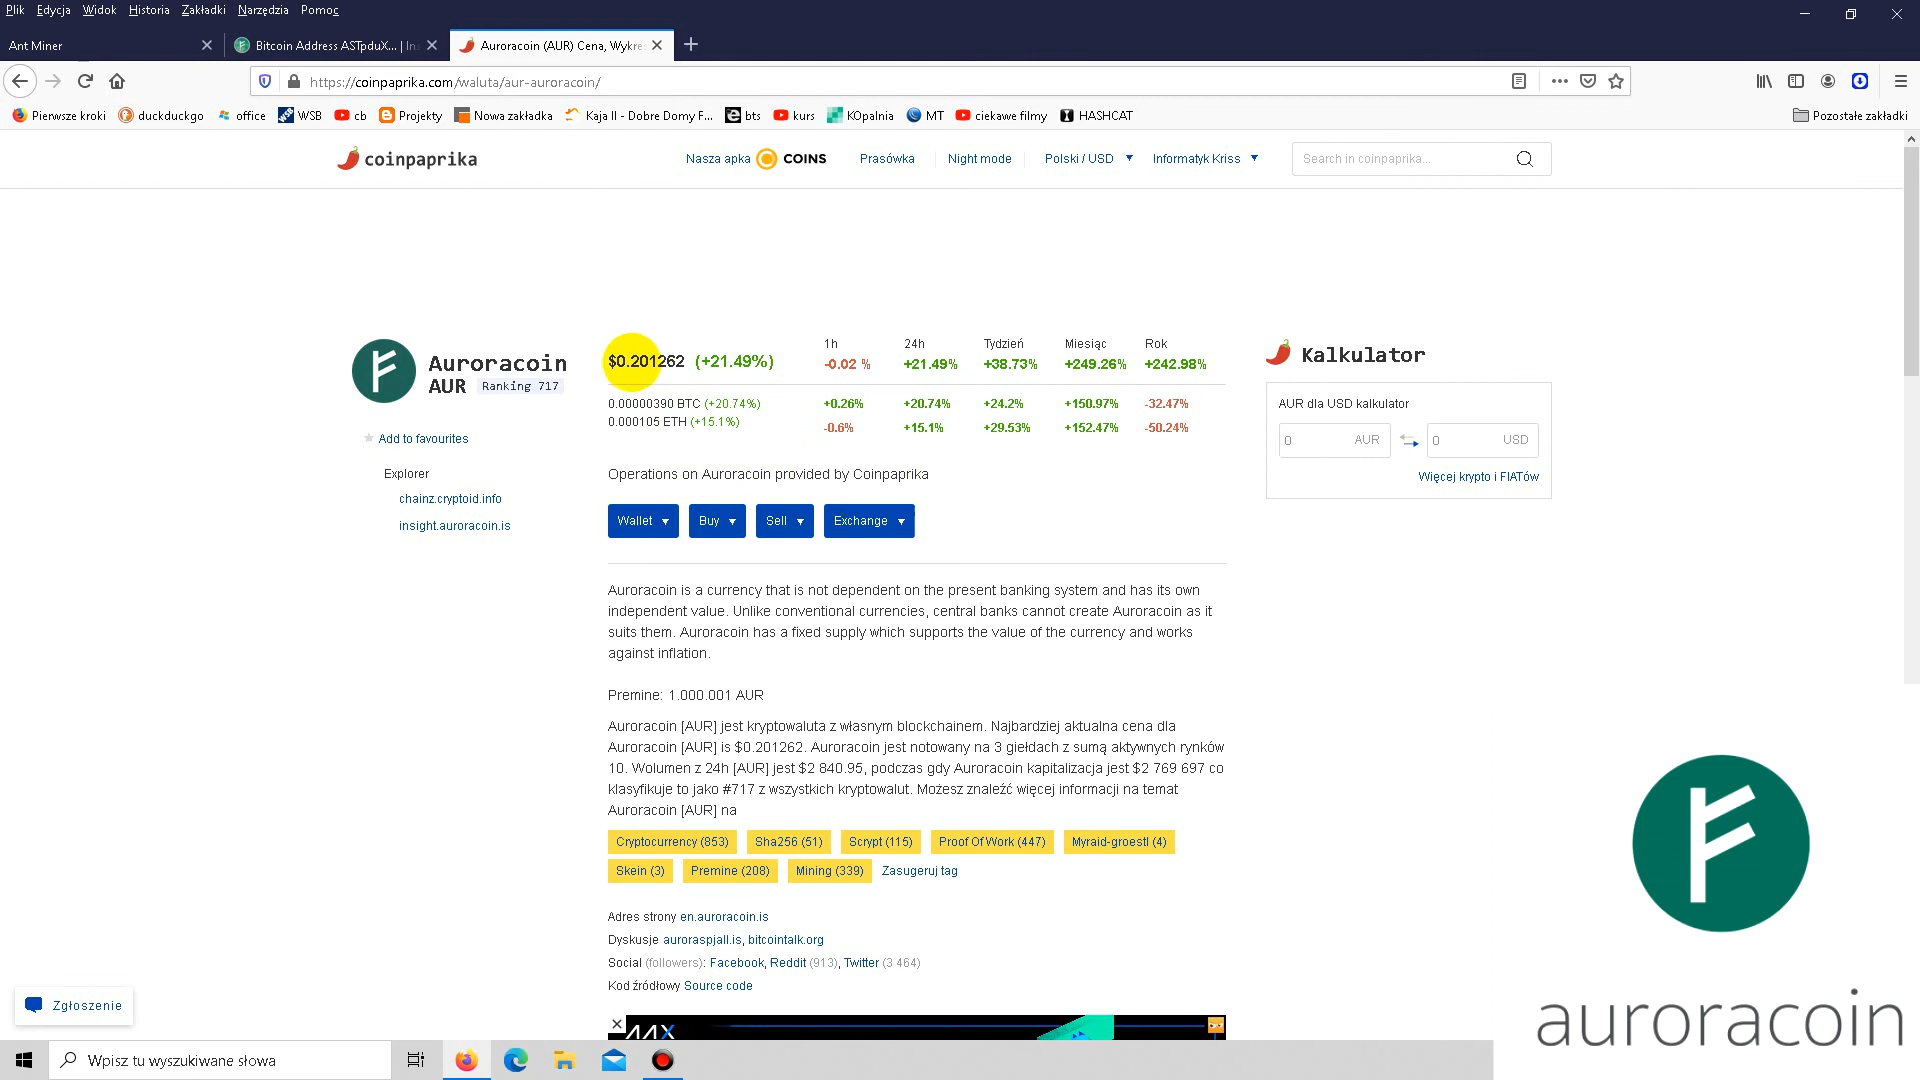 Plik Edycja Widok Historia Zakładki Narzędzia Pomoc
Ant Miner
Bitcoin Address ASTpduX... | In
Auroracoin (AUR) Cena, Wykre
https://coinpaprika.com/waluta/aur-auroracoin/
Pierwsze kroki duckduckgo office WSB cb Projekty Nowa zakładka Kaja II - Dobre Domy F... bts kurs KOpalnia MT ciekawe filmy HASHCAT Pozostałe zakładki
coinpaprika Nasza apka COINS Prasówka Night mode Polski / USD Informatyk Kriss Search in coinpaprika...
Auroracoin
AUR Ranking 717
Add to favourites
Explorer
chainz.cryptoid.info
insight.auroracoin.is
$0.201262 (+21.49%)
1h 24h Tydzień Miesiąc Rok
-0.02 % +21.49% +38.73% +249.26% +242.98%
0.00000390 BTC (+20.74%) +0.26% +20.74% +24.2% +150.97% -32.47%
0.000105 ETH (+15.1%) -0.6% +15.1% +29.53% +152.47% -50.24%
Kalkulator
AUR dla USD kalkulator
0 AUR 0 USD
Więcej krypto i FIATów
Operations on Auroracoin provided by Coinpaprika
Wallet Buy Sell Exchange
Auroracoin is a currency that is not dependent on the present banking system and has its own
independent value. Unlike conventional currencies, central banks cannot create Auroracoin as it
suits them. Auroracoin has a fixed supply which supports the value of the currency and works
against inflation.
Premine: 1.000.001 AUR
Auroracoin [AUR] jest kryptowaluta z własnym blockchainem. Najbardziej aktualna cena dla
Auroracoin [AUR] is $0.201262. Auroracoin jest notowany na 3 giełdach z sumą aktywnych rynków
10. Wolumen z 24h [AUR] jest $2 840.95, podczas gdy Auroracoin kapitalizacja jest $2 769 697 co
klasyfikuje to jako #717 z wszystkich kryptowalut. Możesz znaleźć więcej informacji na temat
Auroracoin [AUR] na
Cryptocurrency (853) Sha256 (51) Scrypt (115) Proof Of Work (447) Myraid-groestl (4)
Skein (3) Premine (208) Mining (339) Zasugeruj tag
Adres strony en.auroracoin.is
Dyskusje auroraspjall.is, bitcointalk.org
Social (followers): Facebook, Reddit (913), Twitter (3 464)
Kod źródłowy Source code
Zgłoszenie
auroracoin
Wpisz tu wyszukiwane słowa